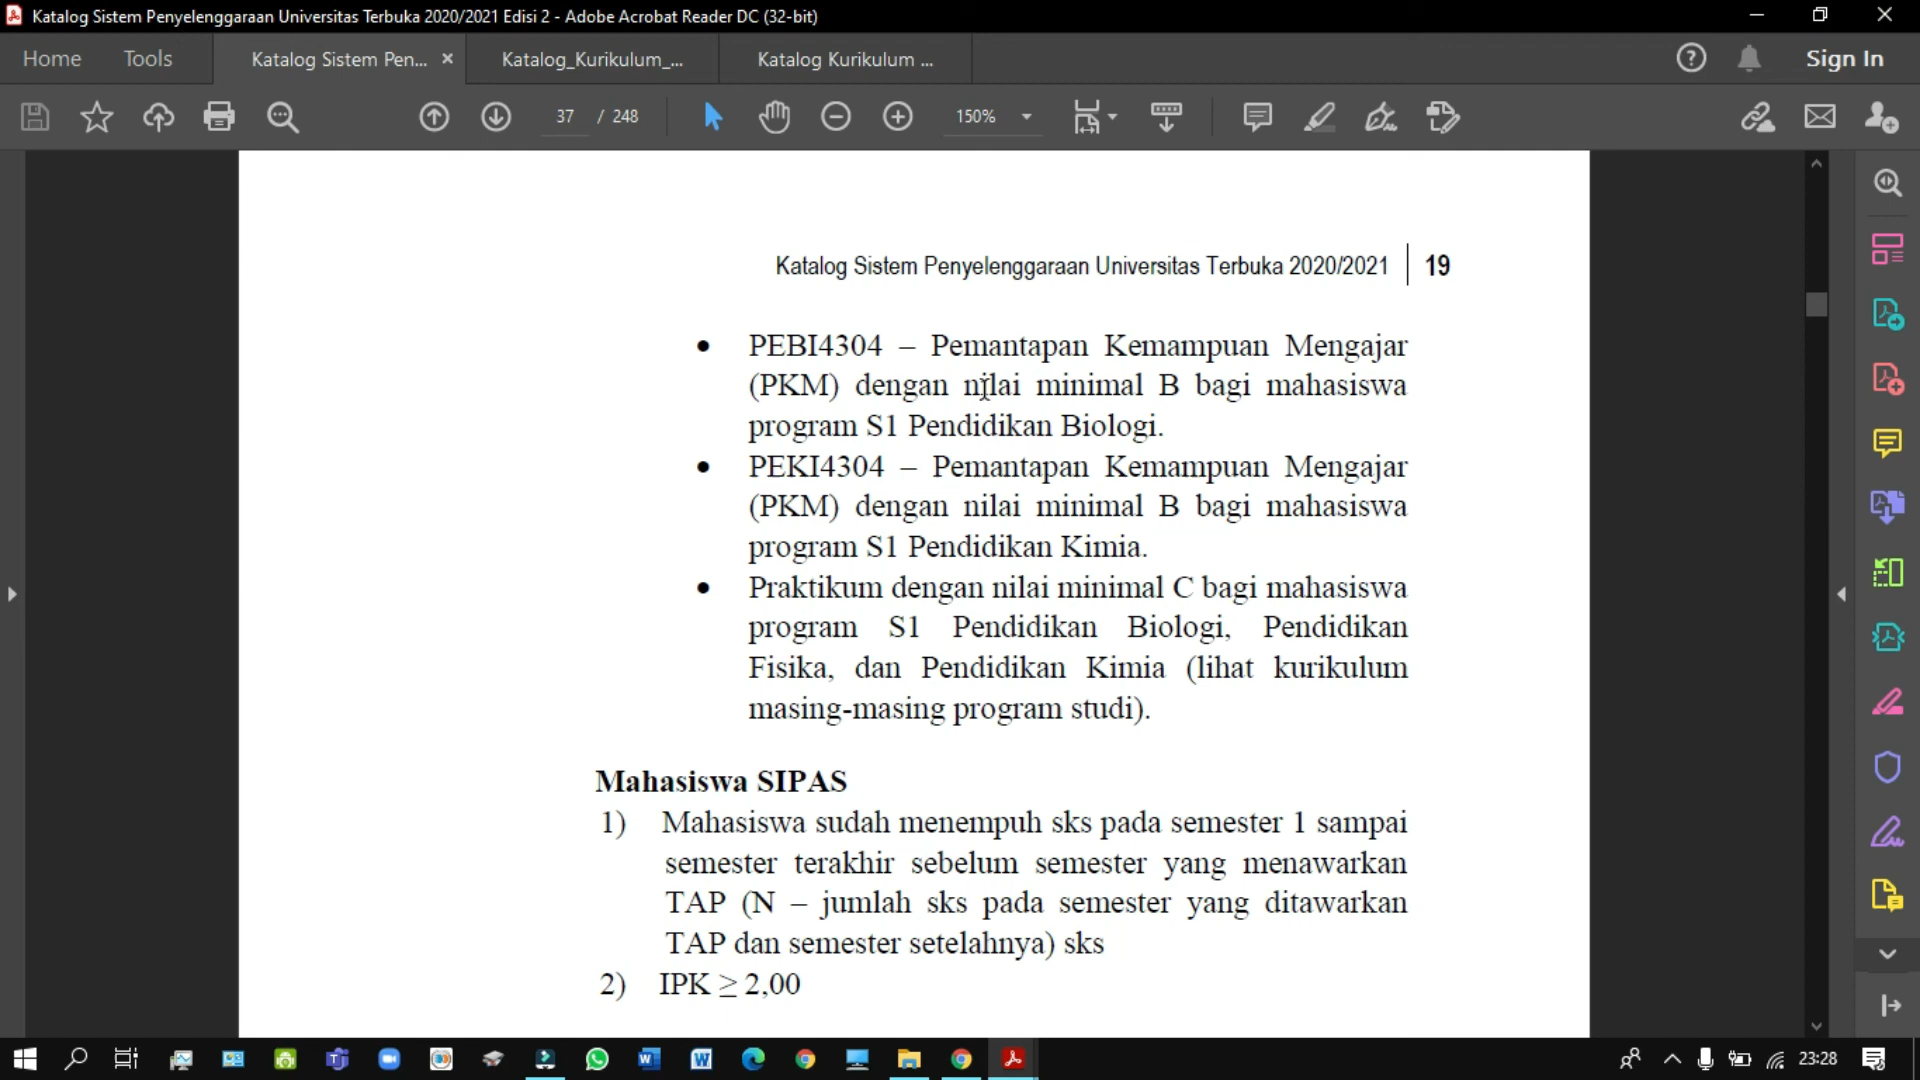 Katalog Sistem Penyelenggaraan Universitas Terbuka 2020/2021 Edisi 2 - Adobe Acrobat Reader DC (32-bit)
Home Tools Katalog Sistem Pen... × Katalog_Kurikulum_... Katalog Kurikulum ... Sign In
37 / 248 150%
Katalog Sistem Penyelenggaraan Universitas Terbuka 2020/2021 19
• PEBI4304 – Pemantapan Kemampuan Mengajar
(PKM) dengan nilai minimal B bagi mahasiswa
program S1 Pendidikan Biologi.
• PEKI4304 – Pemantapan Kemampuan Mengajar
(PKM) dengan nilai minimal B bagi mahasiswa
program S1 Pendidikan Kimia.
• Praktikum dengan nilai minimal C bagi mahasiswa
program S1 Pendidikan Biologi, Pendidikan
Fisika, dan Pendidikan Kimia (lihat kurikulum
masing-masing program studi).
Mahasiswa SIPAS
1) Mahasiswa sudah menempuh sks pada semester 1 sampai
semester terakhir sebelum semester yang menawarkan
TAP (N – jumlah sks pada semester yang ditawarkan
TAP dan semester setelahnya) sks
2) IPK ≥ 2,00
23:28